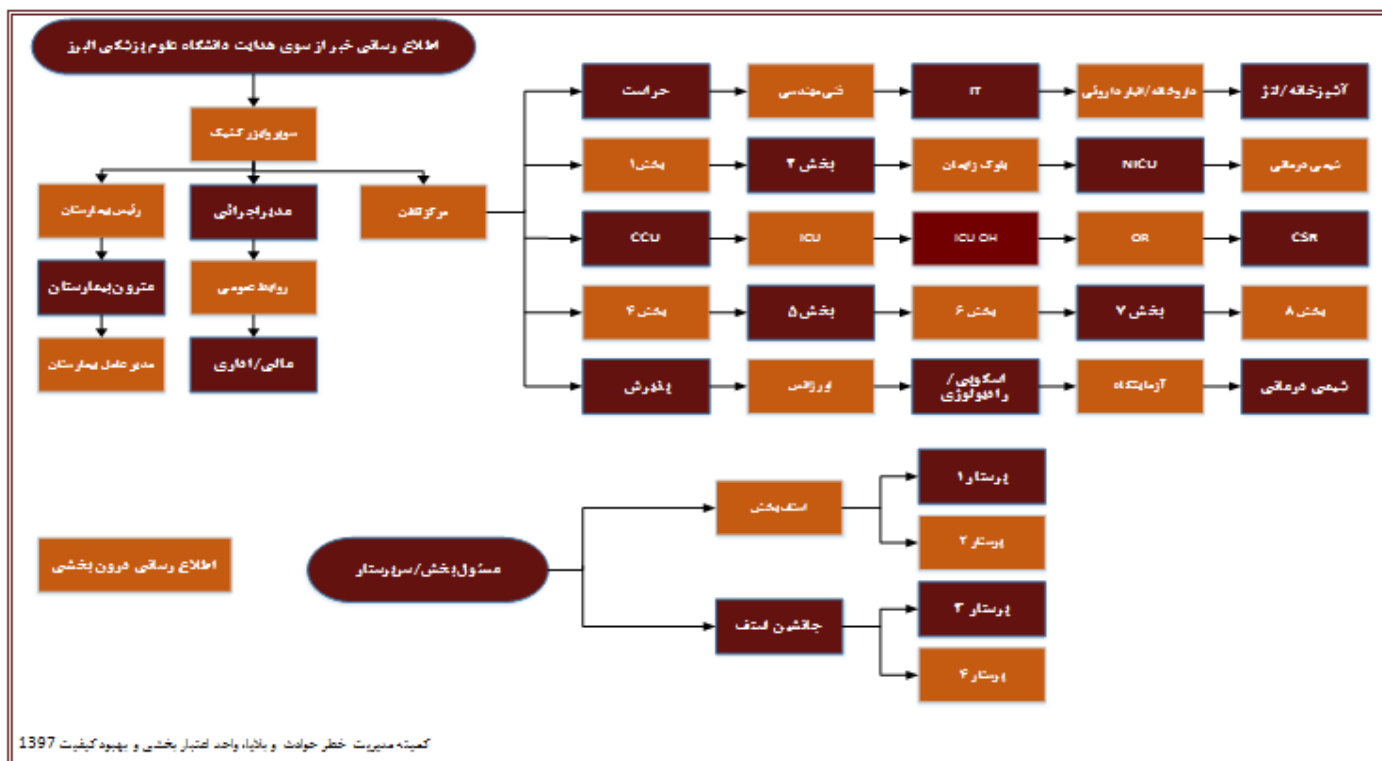 اطلاع رسانی خبر از سوی هدایت دانشگاه علوم پزشکی البرز
سوپروایزر کشیک
رئیس بیمارستان
مدیر اجرائی
مرکز تلفن
مترون بیمارستان
روابط عمومی
مدیر عامل بیمارستان
مالی/اداری
حراست
فنی مهندسی
IT
داروخانه/انبار داروئی
آشپزخانه/لنژ
بخش ۱
بخش ۳
بلوک زایمان
NICU
شیمی درمانی
CCU
ICU
ICU OH
OR
CSR
بخش ۴
بخش ۵
بخش ۶
بخش ۷
بخش ۸
پذیرش
اورژانس
اسکوپی/
رادیولوژی
آزمایشگاه
شیمی درمانی
اطلاع رسانی درون بخشی
مسئول بخش/سرپرستار
استاف بخش
جانشین استف
پرستار ۱
پرستار ۲
پرستار ۳
پرستار ۴
کمیته مدیریت خطر حوادث و بلایا، واحد اعتبار بخشی و بهبود کیفیت 1397